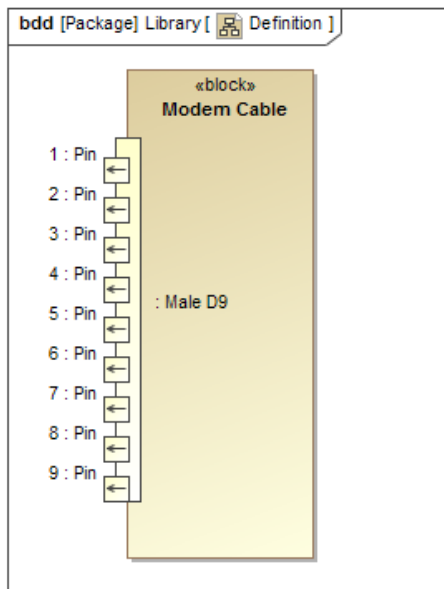 bdd [Package] Library [ Definition ]
«block»
Modem Cable
1 : Pin
2 : Pin
3 : Pin
4 : Pin
: Male D9
5 : Pin
6 : Pin
7 : Pin
8 : Pin
9 : Pin